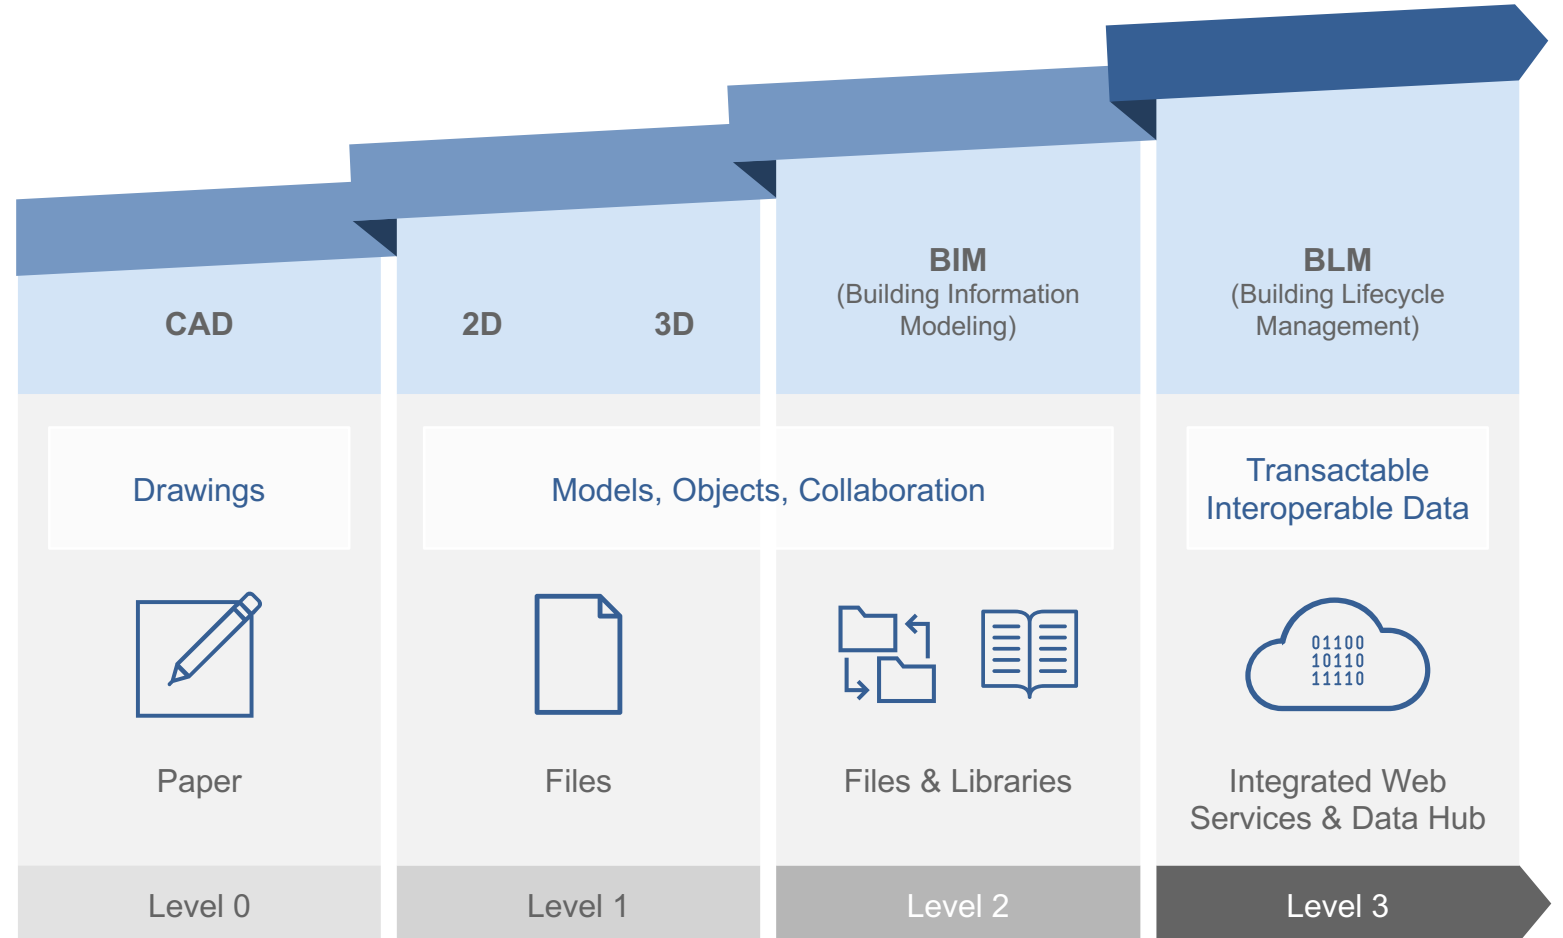 CAD
2D 3D
BIM
(Building Information
Modeling)
BLM
(Building Lifecycle
Management)
Drawings
Models, Objects, Collaboration
Transactable
Interoperable Data
01100
10110
11110
Paper
Files
Files & Libraries
Integrated Web
Services & Data Hub
Level 0
Level 1
Level 2
Level 3